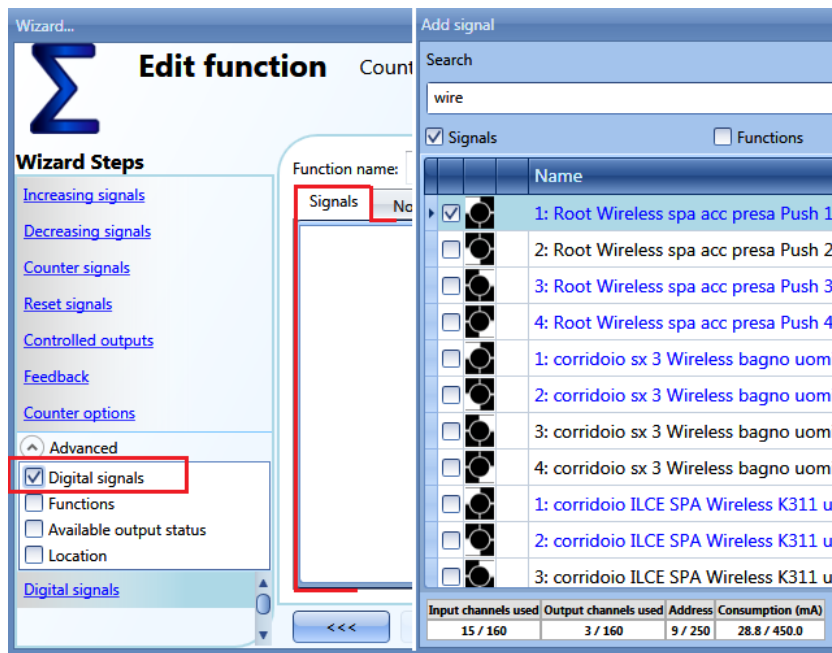 Wizard...
Edit function Count
Wizard Steps
Increasing signals
Decreasing signals
Counter signals
Reset signals
Controlled outputs
Feedback
Counter options
Advanced
Digital signals
Functions
Available output status
Location
Digital signals
Function name:
Signals No
<<<
Add signal
Search
wire
Signals Functions
Name
1: Root Wireless spa acc presa Push 1
2: Root Wireless spa acc presa Push 2
3: Root Wireless spa acc presa Push 3
4: Root Wireless spa acc presa Push 4
1: corridoio sx 3 Wireless bagno uom
2: corridoio sx 3 Wireless bagno uom
3: corridoio sx 3 Wireless bagno uom
4: corridoio sx 3 Wireless bagno uom
1: corridoio ILCE SPA Wireless K311 u
2: corridoio ILCE SPA Wireless K311 u
3: corridoio ILCE SPA Wireless K311 u
Input channels used Output channels used Address Consumption (mA)
15 / 160 3 / 160 9 / 250 28.8 / 450.0